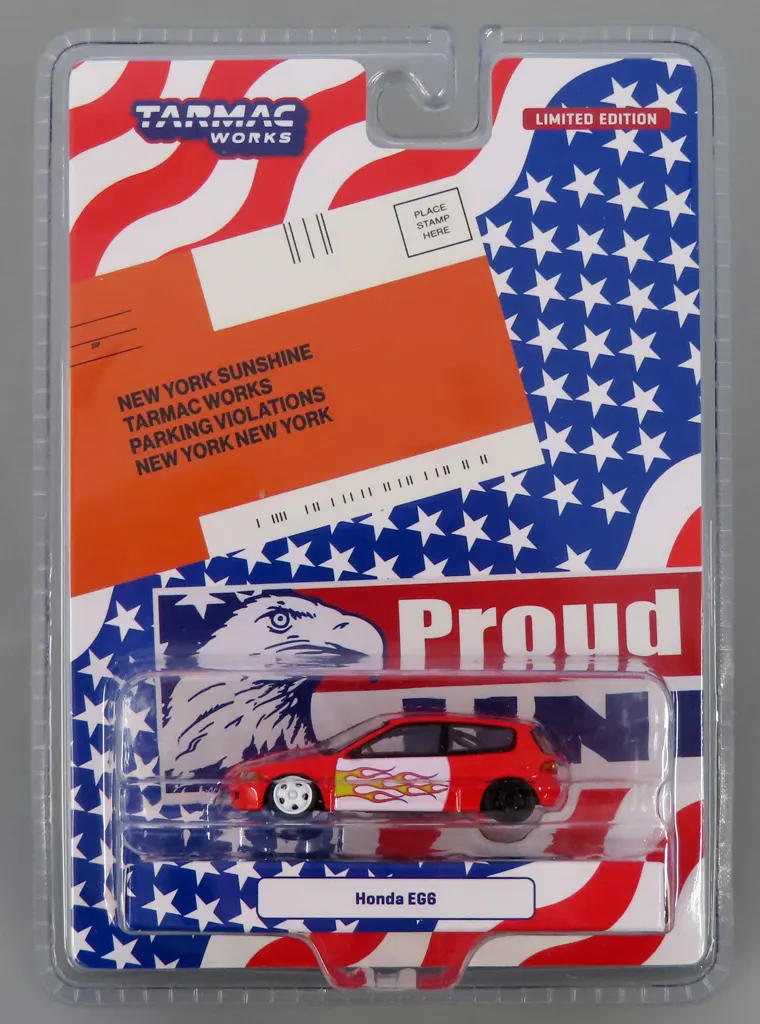 TARMAC
WORKS
LIMITED EDITION
PLACE
STAMP
HERE
NEW YORK SUNSHINE
TARMAC WORKS
PARKING VIOLATIONS
NEW YORK NEW YORK
Proud
UN
Honda EG6